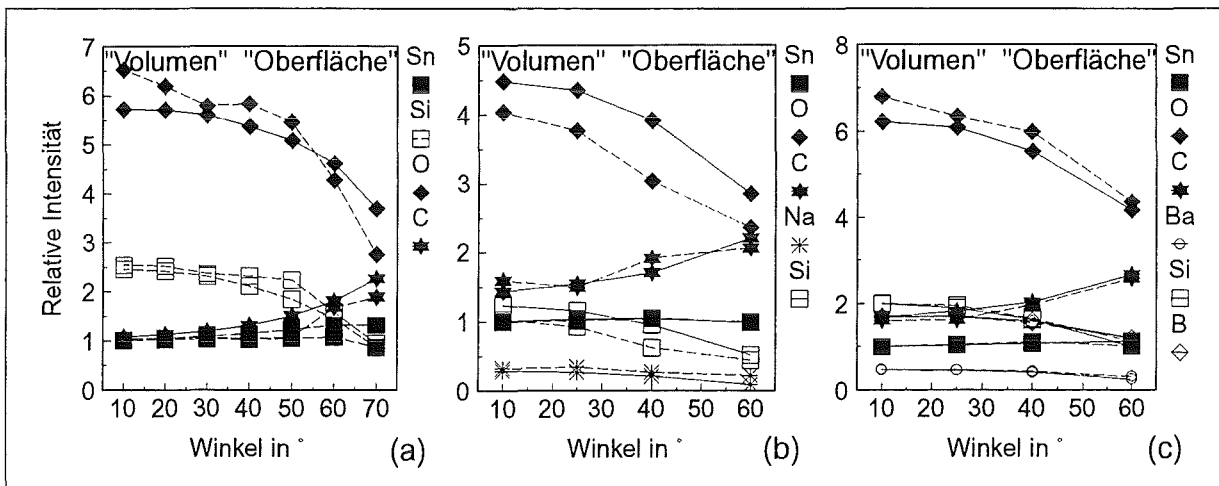 "Volumen" "Oberfläche"
Relative Intensität
7
6
5
4
3
2
1
0
10 20 30 40 50 60 70
Winkel in °
(a)
Sn
Si
O
C
"Volumen" "Oberfläche"
5
4
3
2
1
0
10 20 30 40 50 60
Winkel in °
(b)
Sn
O
C
Na
Si
"Volumen" "Oberfläche"
8
6
4
2
0
10 20 30 40 50 60
Winkel in °
(c)
Sn
O
C
Ba
Si
B